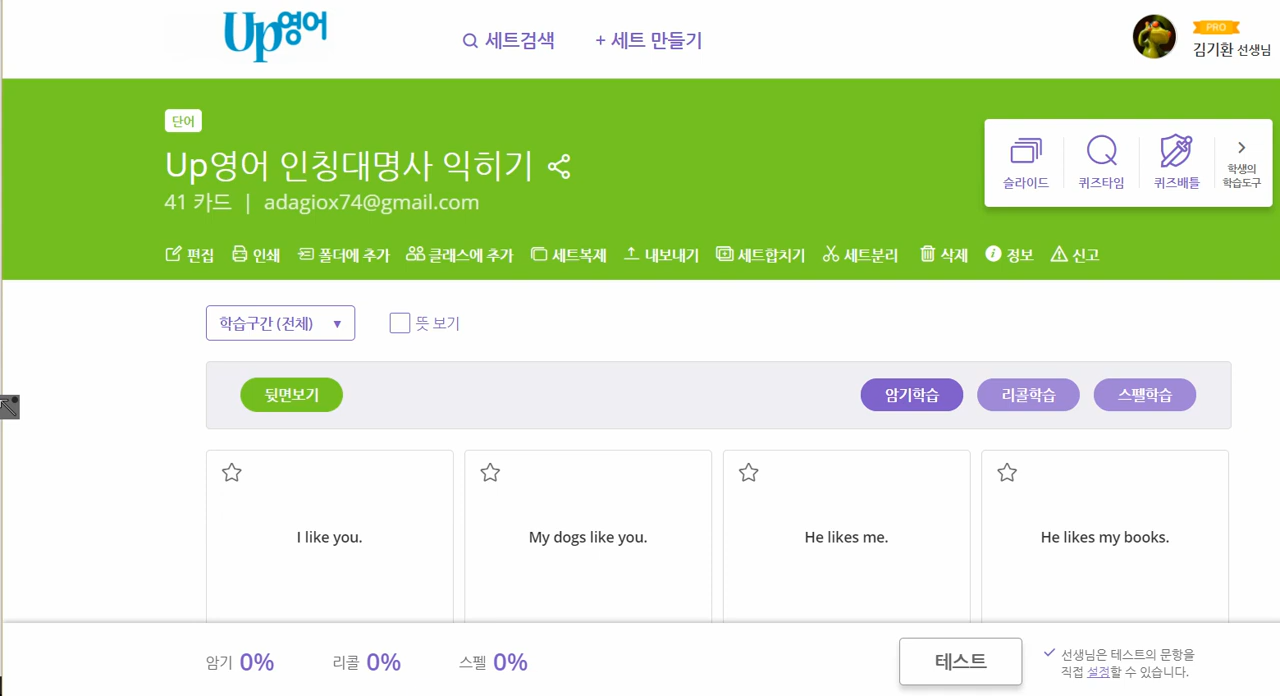 Up영어
세트검색
+ 세트 만들기
PRO
김기환 선생님
단어
Up영어 인칭대명사 익히기
41 카드 | adagiox74@gmail.com
슬라이드
퀴즈타임
퀴즈배틀
학생의
학습도구
편집 인쇄 폴더에 추가 클래스에 추가 세트복제 내보내기 세트합치기 세트분리 삭제 정보 신고
학습구간 (전체) ▼
뜻 보기
뒷면보기
암기학습
리콜학습
스펠학습
I like you.
My dogs like you.
He likes me.
He likes my books.
암기 0%
리콜 0%
스펠 0%
테스트
선생님은 테스트의 문항을
직접 설정할 수 있습니다.